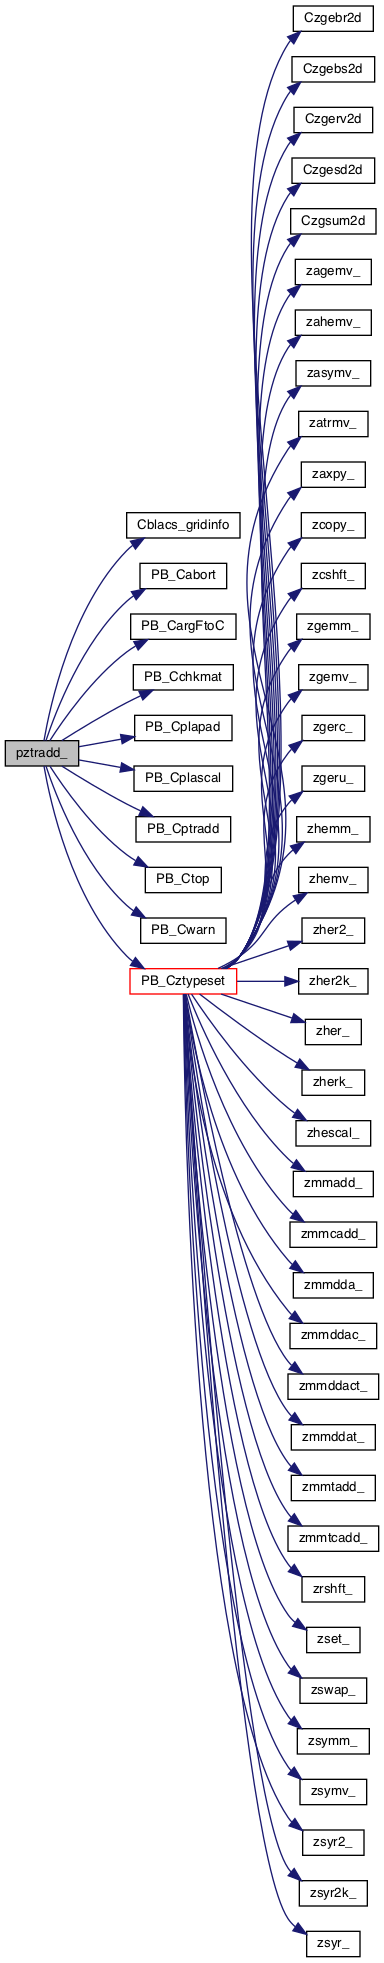 pztradd_
Cblacs_gridinfo
PB_Cabort
PB_CargFtoC
PB_Cchkmat
PB_Cplapad
PB_Cplascal
PB_Cptradd
PB_Ctop
PB_Cwarn
PB_Cztypeset
Czgebr2d
Czgebs2d
Czgerv2d
Czgesd2d
Czgsum2d
zagemv_
zahemv_
zasymv_
zatrmv_
zaxpy_
zcopy_
zcshft_
zgemm_
zgemv_
zgerc_
zgeru_
zhemm_
zhemv_
zher2_
zher2k_
zher_
zherk_
zhescal_
zmmadd_
zmmcadd_
zmmdda_
zmmddac_
zmmddact_
zmmddat_
zmmtadd_
zmmtcadd_
zrshft_
zset_
zswap_
zsymm_
zsymv_
zsyr2_
zsyr2k_
zsyr_